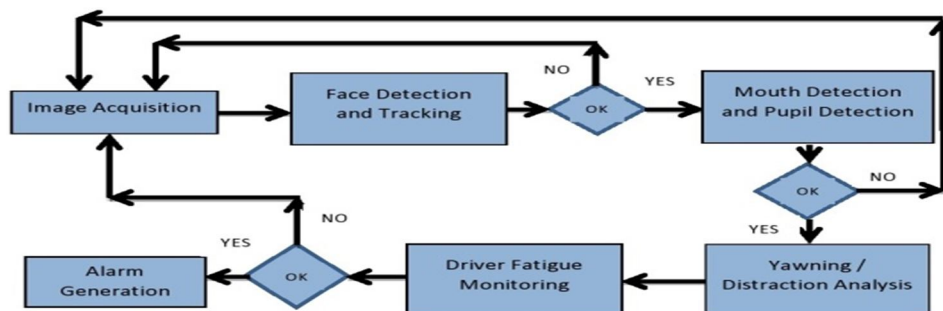 Image Acquisition
Face Detection
and Tracking
NO
OK
YES
Mouth Detection
and Pupil Detection
OK
NO
YES
Yawning /
Distraction Analysis
Driver Fatigue
Monitoring
OK
NO
YES
Alarm
Generation